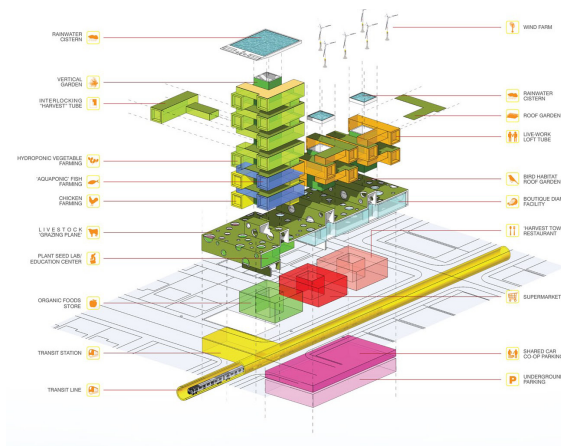 RAINWATER
CISTERN
VERTICAL
GARDEN
INTERLOCKING
"HARVEST" TUBE
HYDROPONIC VEGETABLE
FARMING
'AQUAPONIC' FISH
FARMING
CHICKEN
FARMING
LIVESTOCK
'GRAZING PLANE'
PLANT SEED LAB/
EDUCATION CENTER
ORGANIC FOODS
STORE
TRANSIT STATION
TRANSIT LINE
WIND FARM
RAINWATER
CISTERN
ROOF GARDEN
LIVE-WORK
LOFT TUBE
BIRD HABITAT
ROOF GARDEN
BOUTIQUE DIAR
FACILITY
'HARVEST TOW
RESTAURANT
SUPERMARKET
SHARED CAR
CO-OP PARKING
UNDERGROUND
PARKING
P